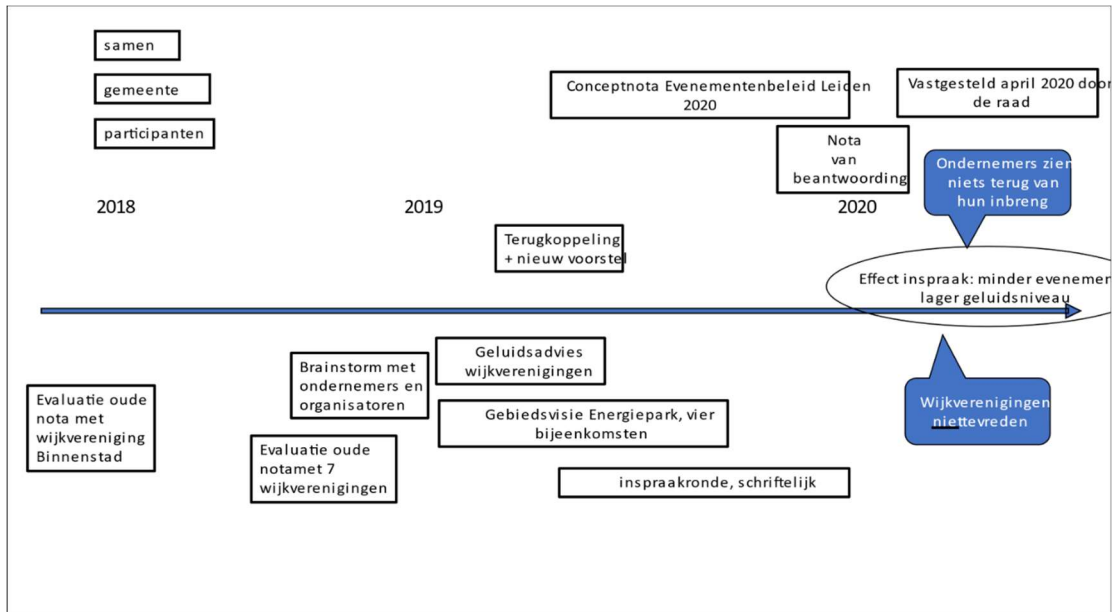 samen
gemeente
participanten
Conceptnota Evenementenbeleid Leiden
2020
Vastgesteld april 2020 door
de raad
Nota
van
beantwoording
Ondernemers zien
niets terug van
hun inbreng
2018
2019
2020
Terugkoppeling
+ nieuw voorstel
Effect inspraak: minder evenemen
lager geluidsniveau
Evaluatie oude
nota met
wijkvereniging
Binnenstad
Brainstorm met
ondernemers en
organisatoren
Evaluatie oude
notamet 7
wijkverenigingen
Geluidsadvies
wijkverenigingen
Gebiedsvisie Energiepark, vier
bijeenkomsten
inspraakronde, schriftelijk
Wijkverenigingen
niettevreden